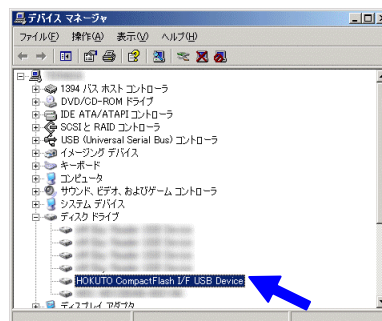 デバイス マネージャ
ファイル(F) 操作(A) 表示(V) ヘルプ(H)
1394 バス ホスト コントローラ
DVD/CD-ROM ドライブ
IDE ATA/ATAPI コントローラ
SCSI と RAID コントローラ
USB (Universal Serial Bus) コントローラ
イメージング デバイス
キーボード
コンピュータ
サウンド、ビデオ、およびゲーム コントローラ
システム デバイス
ディスク ドライブ
HOKUTO CompactFlash I/F USB Device
ディスプレイ アダプタ